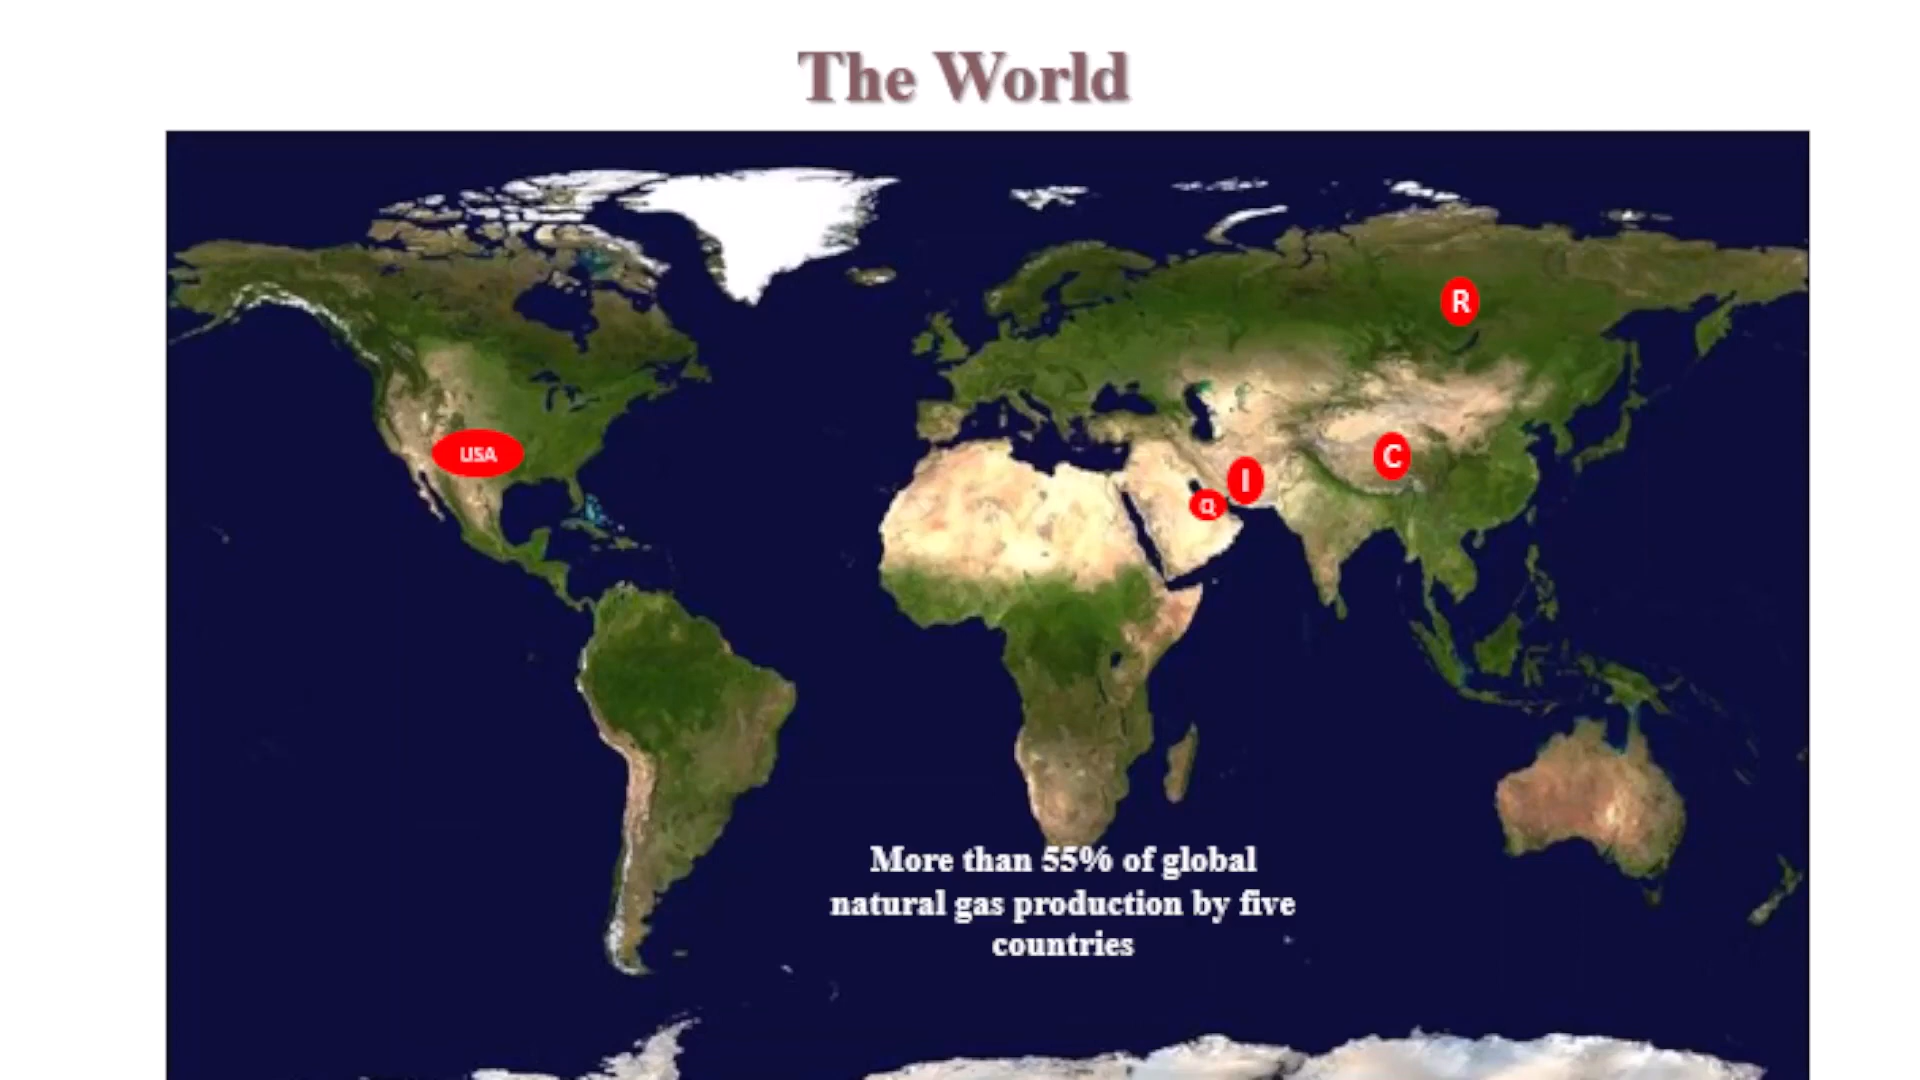 The World
R
USA
C
I
Q
More than 55% of global
natural gas production by five
countries